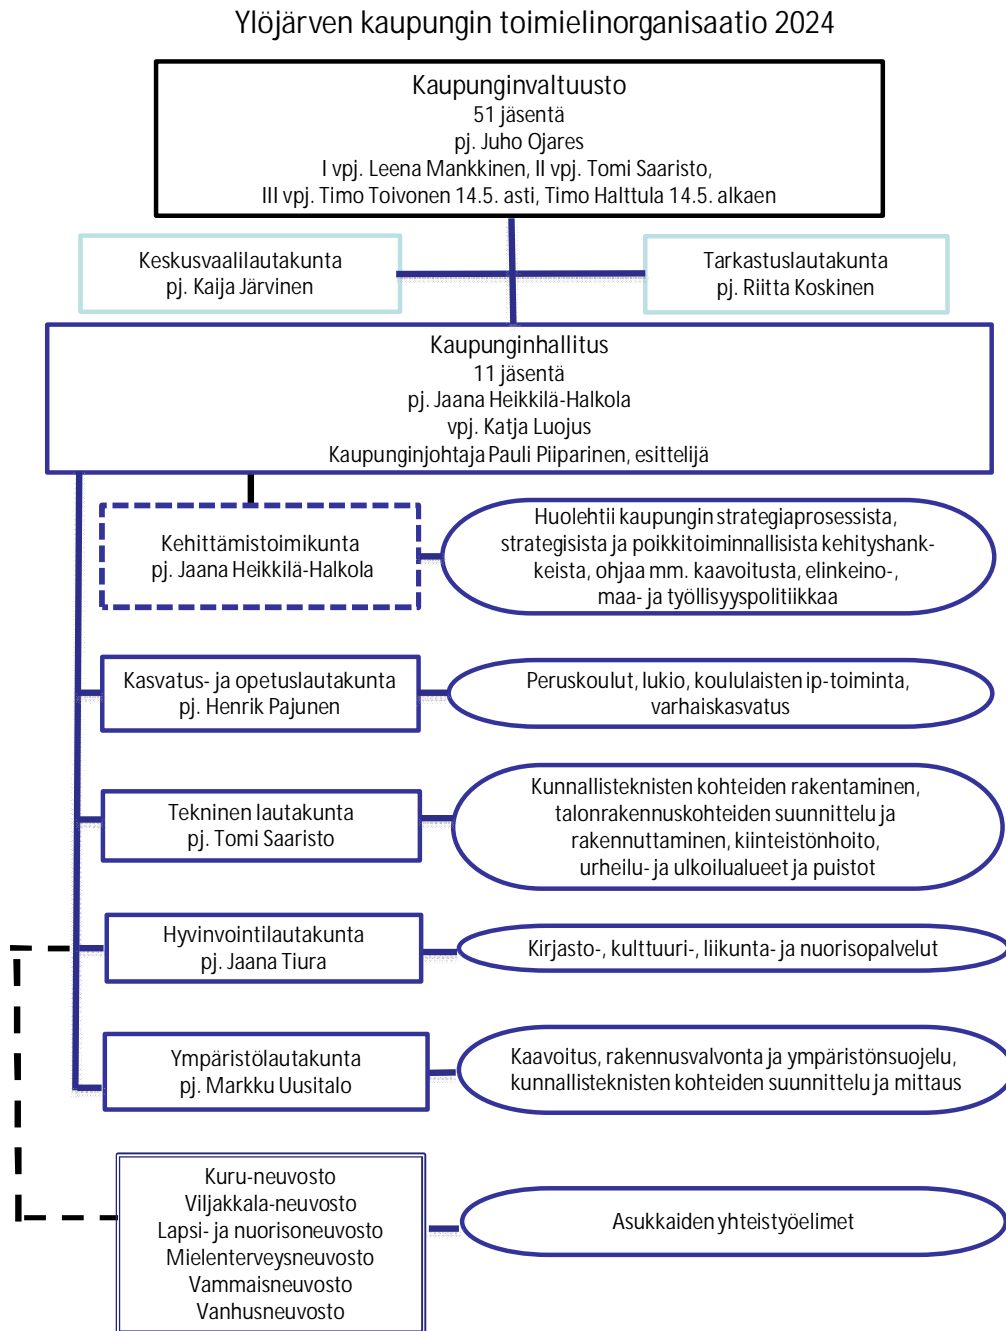 Ylöjärven kaupungin toimielinorganisaatio 2024
Kaupunginvaltuusto
51 jäsentä
pj. Juho Ojares
I vpj. Leena Mankkinen, II vpj. Tomi Saaristo,
III vpj. Timo Toivonen 14.5. asti, Timo Halttula 14.5. alkaen
Keskusvaalilautakunta
pj. Kaija Järvinen
Tarkastuslautakunta
pj. Riitta Koskinen
Kaupunginhallitus
11 jäsentä
pj. Jaana Heikkilä-Halkola
vpj. Katja Luojus
Kaupunginjohtaja Pauli Piiparinen, esittelijä
Kehittämistoimikunta
pj. Jaana Heikkilä-Halkola
Huolehtii kaupungin strategiaprosessista,
strategisista ja poikkitoiminnallisista kehityshank-
keista, ohjaa mm. kaavoitusta, elinkeino-,
maa- ja työllisyyspolitiikkaa
Kasvatus- ja opetuslautakunta
pj. Henrik Pajunen
Peruskoulut, lukio, koululaisten ip-toiminta,
varhaiskasvatus
Tekninen lautakunta
pj. Tomi Saaristo
Kunnallisteknisten kohteiden rakentaminen,
talonrakennuskohteiden suunnittelu ja
rakennuttaminen, kiinteistönhoito,
urheilu- ja ulkoilualueet ja puistot
Hyvinvointilautakunta
pj. Jaana Tiura
Kirjasto-, kulttuuri-, liikunta- ja nuorisopalvelut
Ympäristölautakunta
pj. Markku Uusitalo
Kaavoitus, rakennusvalvonta ja ympäristönsuojelu,
kunnallisteknisten kohteiden suunnittelu ja mittaus
Kuru-neuvosto
Viljakkala-neuvosto
Lapsi- ja nuorisoneuvosto
Mielenterveysneuvosto
Vammaisneuvosto
Vanhusneuvosto
Asukkaiden yhteistyöelimet